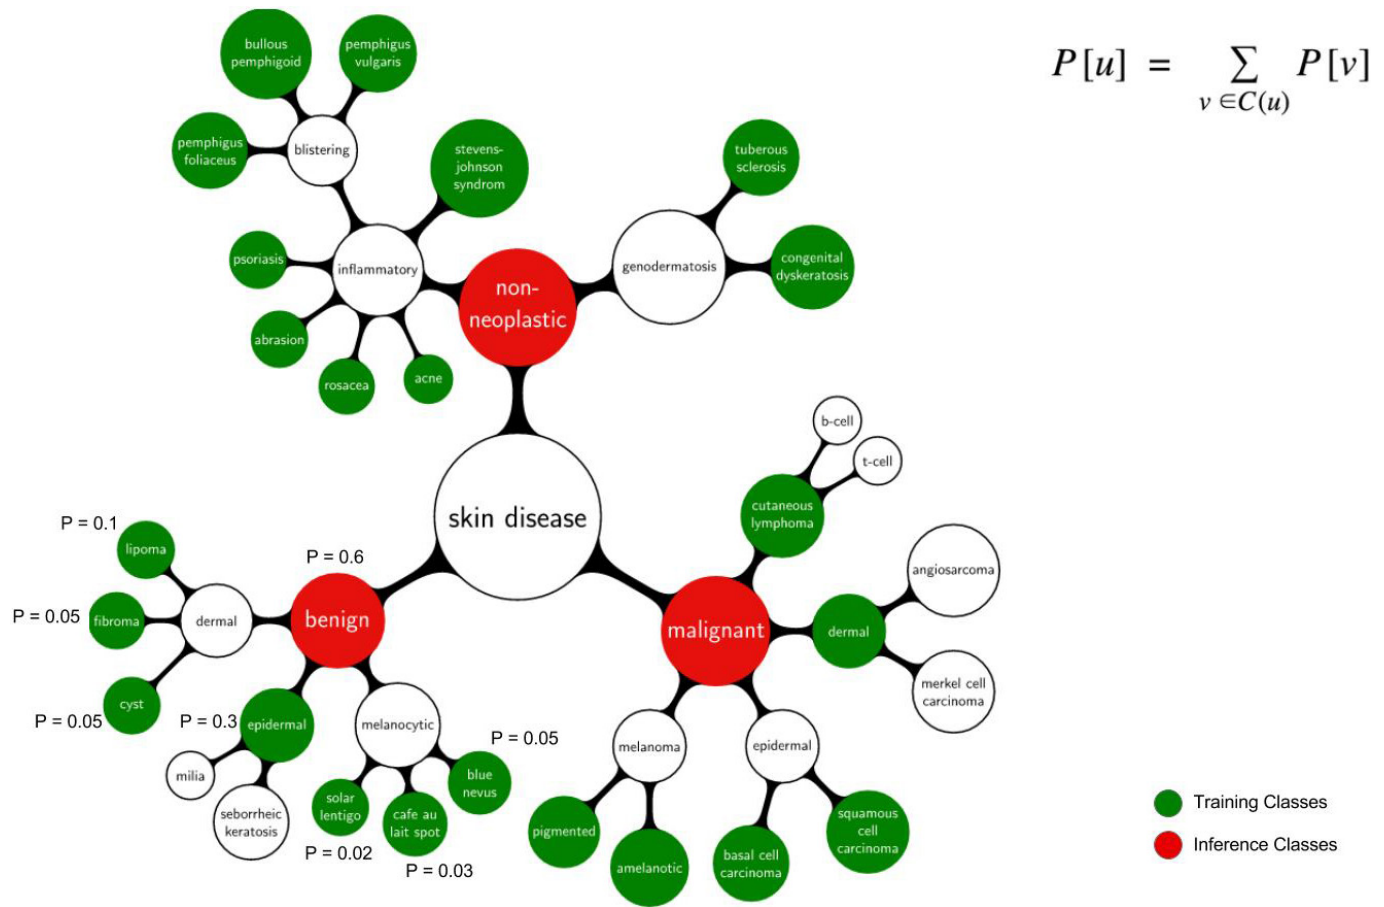 bullous
pemphigoid
pemphigus
vulgaris
P[u] = ∑ P[v]
v ∈C(u)
pemphigus
foliaceus
blistering
stevens-
johnson
syndrom
tuberous
sclerosis
psoriasis
inflammatory
genodermatosis
congenital
dyskeratosis
non-
neoplastic
abrasion
rosacea
acne
b-cell
t-cell
cutaneous
lymphoma
skin disease
P = 0.1
lipoma
P = 0.6
angiosarcoma
P = 0.05
fibroma
dermal
benign
malignant
dermal
merkel cell
carcinoma
cyst
P = 0.05
P = 0.3
epidermal
melanocytic
P = 0.05
melanoma
epidermal
milia
blue
nevus
seborrheic
keratosis
solar
lentigo
cafe au
lait spot
P = 0.02
P = 0.03
pigmented
amelanotic
basal cell
carcinoma
squamous
cell
carcinoma
Training Classes
Inference Classes